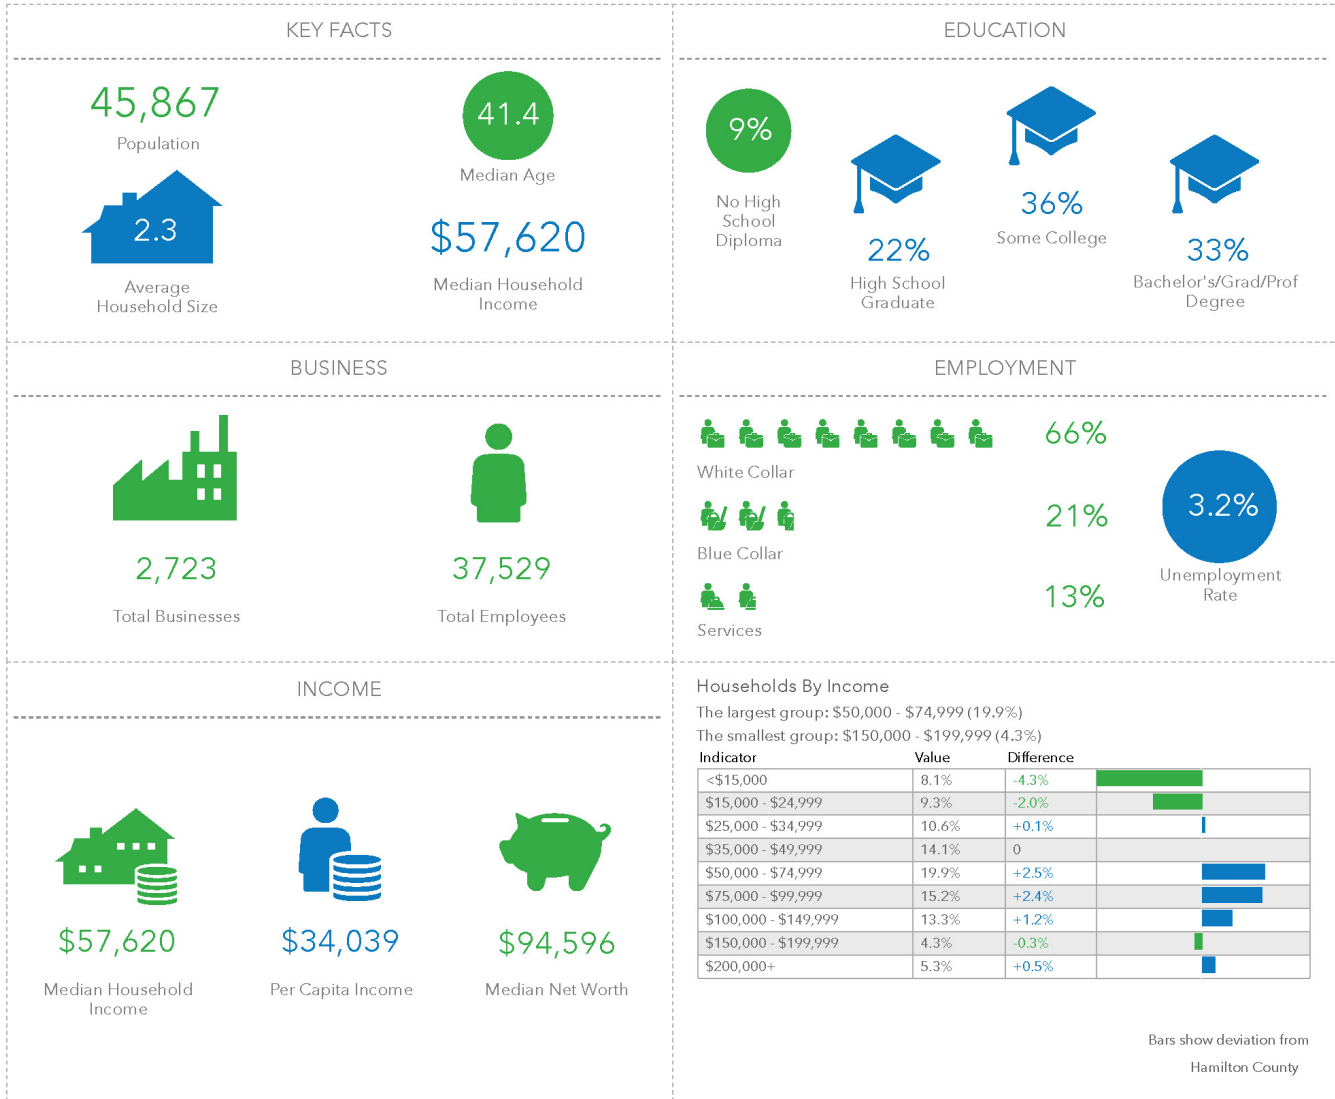 KEY FACTS
45,867
Population
41.4
Median Age
2.3
Average
Household Size
$57,620
Median Household
Income
EDUCATION
9%
No High
School
Diploma
22%
High School
Graduate
36%
Some College
33%
Bachelor's/Grad/Prof
Degree
BUSINESS
2,723
Total Businesses
37,529
Total Employees
EMPLOYMENT
66%
White Collar
21%
Blue Collar
13%
Services
3.2%
Unemployment
Rate
INCOME
$57,620
Median Household
Income
$34,039
Per Capita Income
$94,596
Median Net Worth
Households By Income
The largest group: $50,000 - $74,999 (19.9%)
The smallest group: $150,000 - $199,999 (4.3%)
Indicator Value Difference
<$15,000 8.1% -4.3%
$15,000 - $24,999 9.3% -2.0%
$25,000 - $34,999 10.6% +0.1%
$35,000 - $49,999 14.1% 0
$50,000 - $74,999 19.9% +2.5%
$75,000 - $99,999 15.2% +2.4%
$100,000 - $149,999 13.3% +1.2%
$150,000 - $199,999 4.3% -0.3%
$200,000+ 5.3% +0.5%
Bars show deviation from
Hamilton County